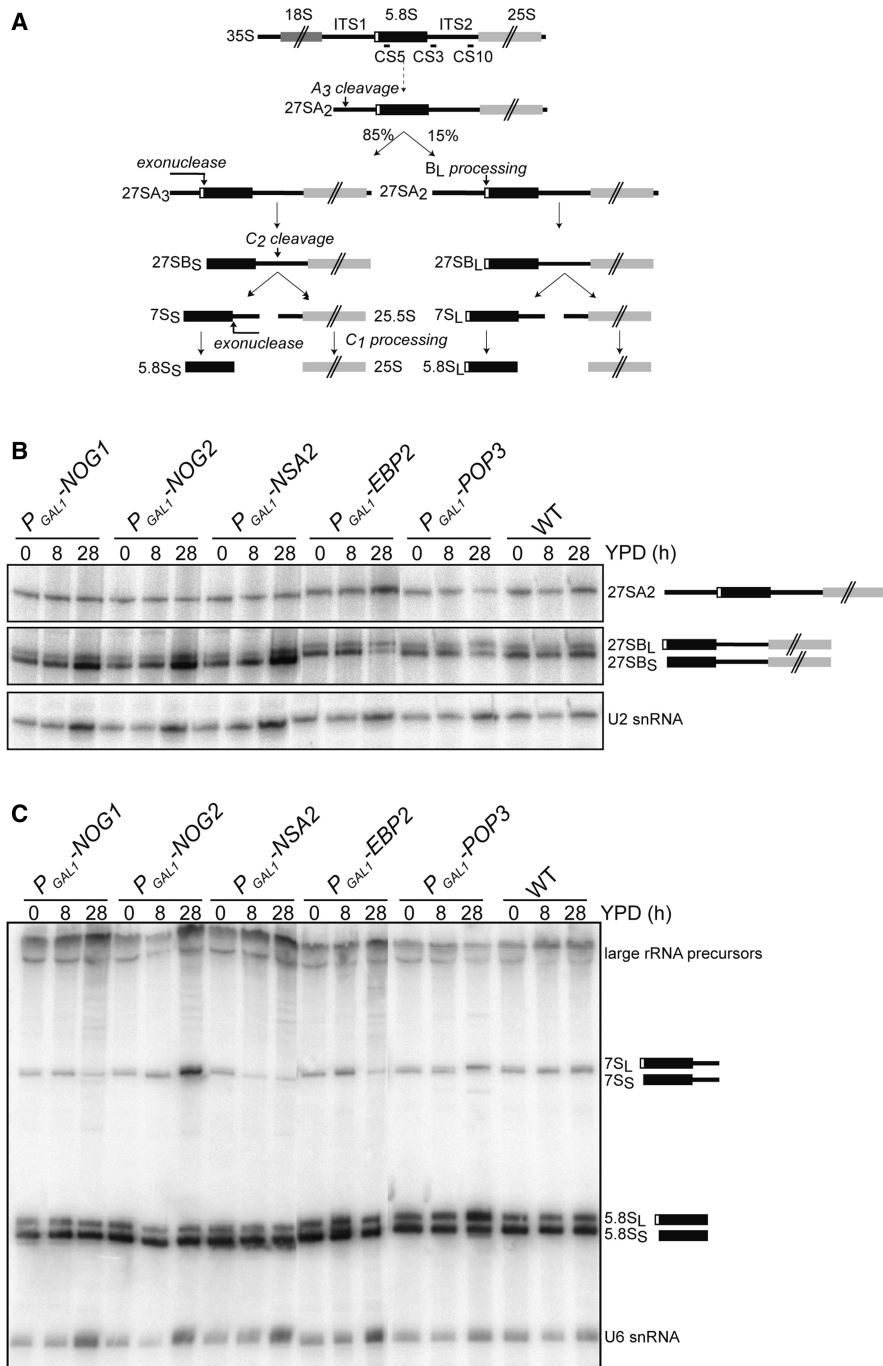 A
18S ITS1 5.8S ITS2 25S
35S
CS5 CS3 CS10
A3 cleavage
27SA2
85% 15%
exonuclease BL processing
27SA3 27SA2
C2 cleavage
27SBS 27SBL
7SS 25.5S 7SL
exonuclease C1 processing
5.8SS 25S 5.8SL
B
PGAL1-NOG1 PGAL1-NOG2 PGAL1-NSA2 PGAL1-EBP2 PGAL1-POP3 WT
0 8 28 0 8 28 0 8 28 0 8 28 0 8 28 0 8 28 YPD (h)
27SA2
27SBL
27SBS
U2 snRNA
C
PGAL1-NOG1 PGAL1-NOG2 PGAL1-NSA2 PGAL1-EBP2 PGAL1-POP3 WT
0 8 28 0 8 28 0 8 28 0 8 28 0 8 28 0 8 28 YPD (h)
large rRNA precursors
7SL
7SS
5.8SL
5.8SS
U6 snRNA